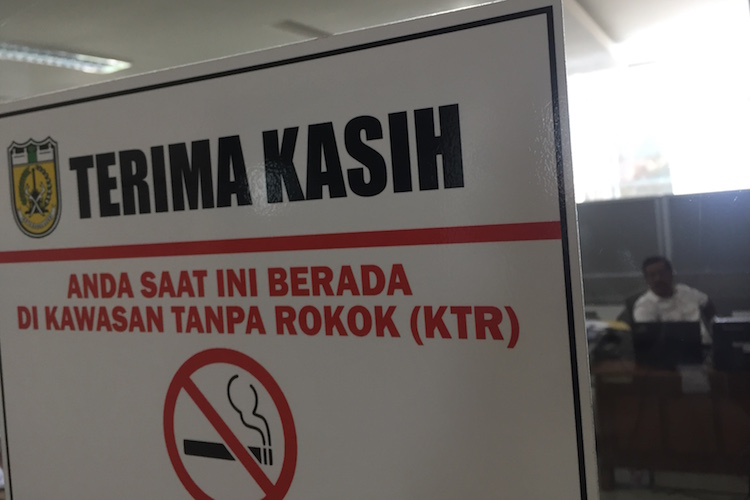 TERIMA KASIH
ANDA SAAT INI BERADA
DI KAWASAN TANPA ROKOK (KTR)